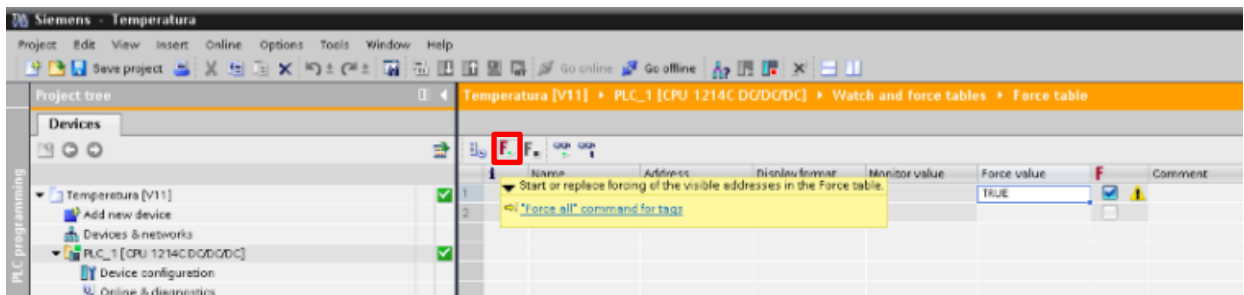 Siemens - Temperatura
Project Edit View Insert Online Options Tools Window Help
Save project Go online Go offline
Project tree
Temperatura [V11] PLC_1 [CPU 1214C DC/DC/DC] Watch and force tables Force table
Devices
PLC programming
i Name Address Display format Monitor value Force value F Comment
Start or replace forcing of the visible addresses in the Force table.
"Force all" command for tags
1 TRUE
2
Temperatura [V11]
Add new device
Devices & networks
PLC_1 [CPU 1214C DC/DC/DC]
Device configuration
Online & diagnostics